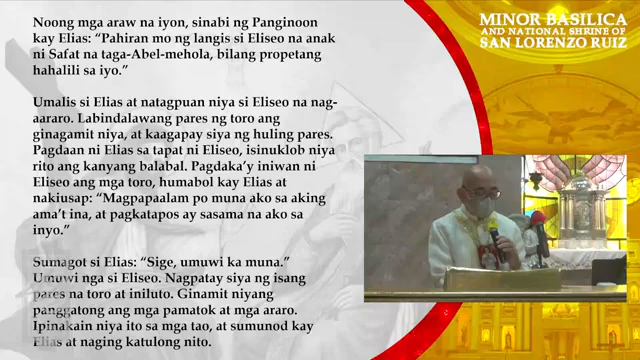 Noong mga araw na iyon, sinabi ng Panginoon
kay Elias: “Pahiran mo ng langis si Eliseo na anak
ni Safat na taga-Abel-mehola, bilang propetang
hahalili sa iyo.”
Umalis si Elias at natagpuan niya si Eliseo na nag-
aararo. Labindalawang pares ng toro ang
ginagamit niya, at kaagapay siya ng huling pares.
Pagdaan ni Elias sa tapat ni Eliseo, isinuklob niya
rito ang kanyang balabal. Pagdaka’y iniwan ni
Eliseo ang mga toro, humabol kay Elias at
nakiusap: “Magpapaalam po muna ako sa aking
ama’t ina, at pagkatapos ay sasama na ako sa
inyo.”
Sumagot si Elias: “Sige, umuwi ka muna.”
Umuwi nga si Eliseo. Nagpatay siya ng isang
pares na toro at iniluto. Ginamit niyang
panggatong ang mga pamatok at mga araro.
Ipinakain niya ito sa mga tao, at sumunod kay
Elias at naging katulong nito.
MINOR BASILICA
AND NATIONAL SHRINE OF
SAN LORENZO RUIZ